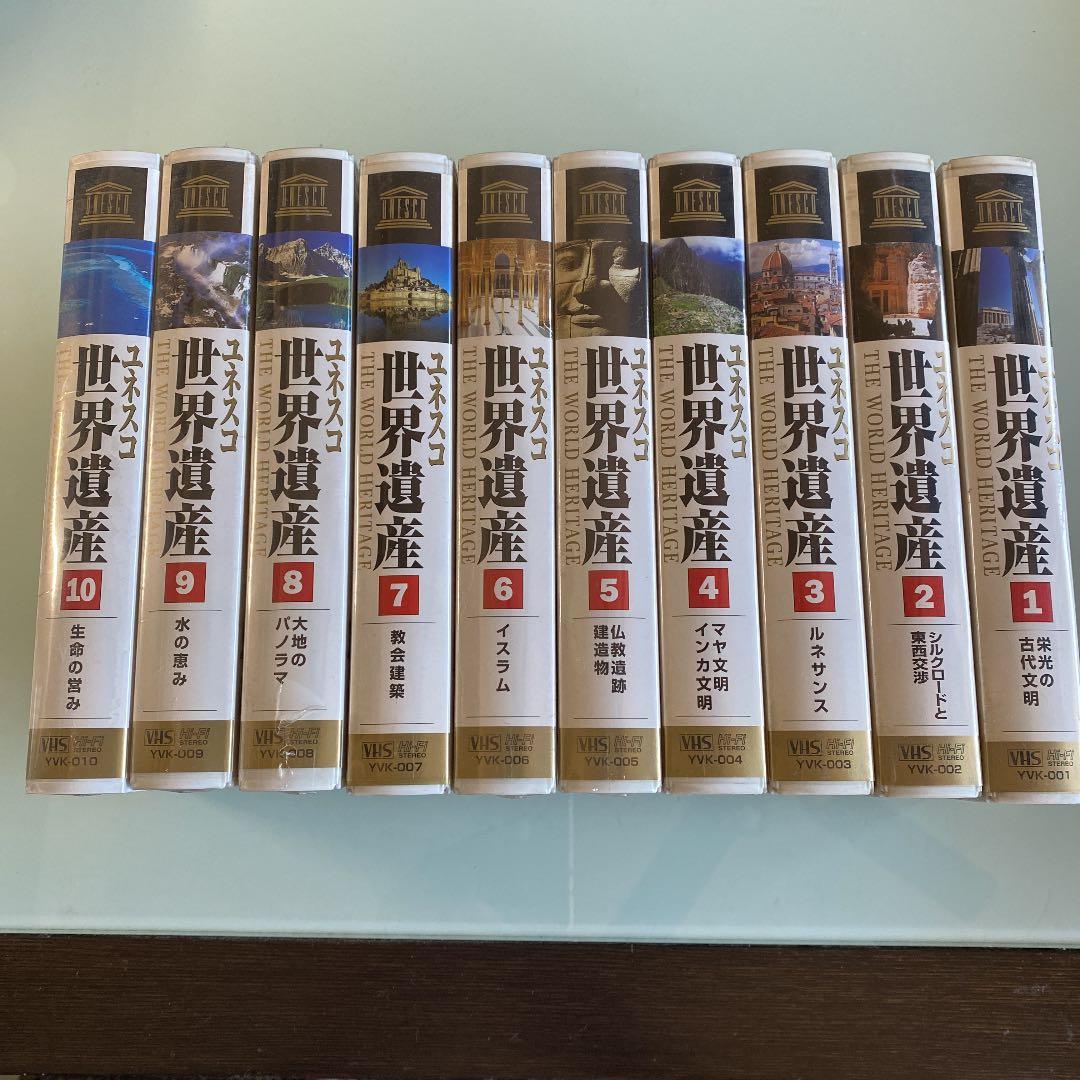 UNESCO
ユネスコ
世界遺産
THE WORLD HERITAGE
10
生命の営み
VHS Hi-Fi STEREO
YVK-010
UNESCO
ユネスコ
世界遺産
THE WORLD HERITAGE
9
水の恵み
VHS Hi-Fi STEREO
YVK-009
UNESCO
ユネスコ
世界遺産
THE WORLD HERITAGE
8
大地の
パノラマ
VHS Hi-Fi STEREO
YVK-008
UNESCO
ユネスコ
世界遺産
THE WORLD HERITAGE
7
教会建築
VHS Hi-Fi STEREO
YVK-007
UNESCO
ユネスコ
世界遺産
THE WORLD HERITAGE
6
イスラム
VHS Hi-Fi STEREO
YVK-006
UNESCO
ユネスコ
世界遺産
THE WORLD HERITAGE
5
仏教遺跡
建造物
VHS Hi-Fi STEREO
YVK-005
UNESCO
ユネスコ
世界遺産
THE WORLD HERITAGE
4
マヤ文明
インカ文明
VHS Hi-Fi STEREO
YVK-004
UNESCO
ユネスコ
世界遺産
THE WORLD HERITAGE
3
ルネサンス
VHS Hi-Fi STEREO
YVK-003
UNESCO
ユネスコ
世界遺産
THE WORLD HERITAGE
2
シルクロードと
東西交渉
VHS Hi-Fi STEREO
YVK-002
UNESCO
ユネスコ
世界遺産
THE WORLD HERITAGE
1
栄光の
古代文明
VHS Hi-Fi STEREO
YVK-001